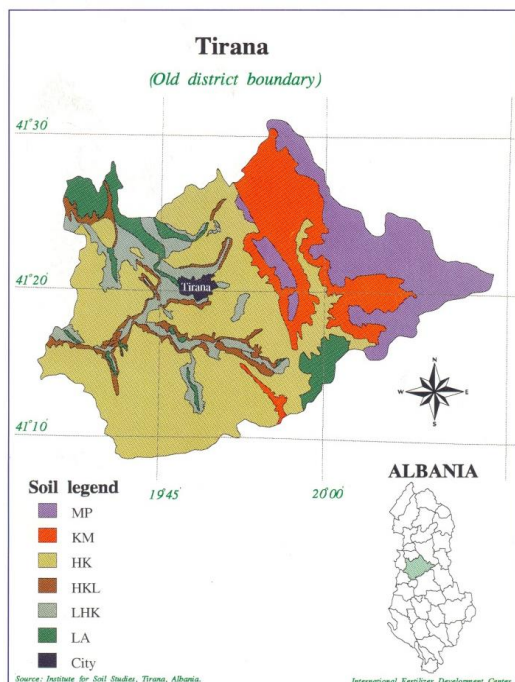 Tirana
(Old district boundary)
41°30'
41°20'
Tirana
41°10'
N
W E
S
19°45'
20°00'
ALBANIA
Soil legend
MP
KM
HK
HKL
LHK
LA
City
Source: Institute for Soil Studies, Tirana, Albania.
International Fertilizer Development Center